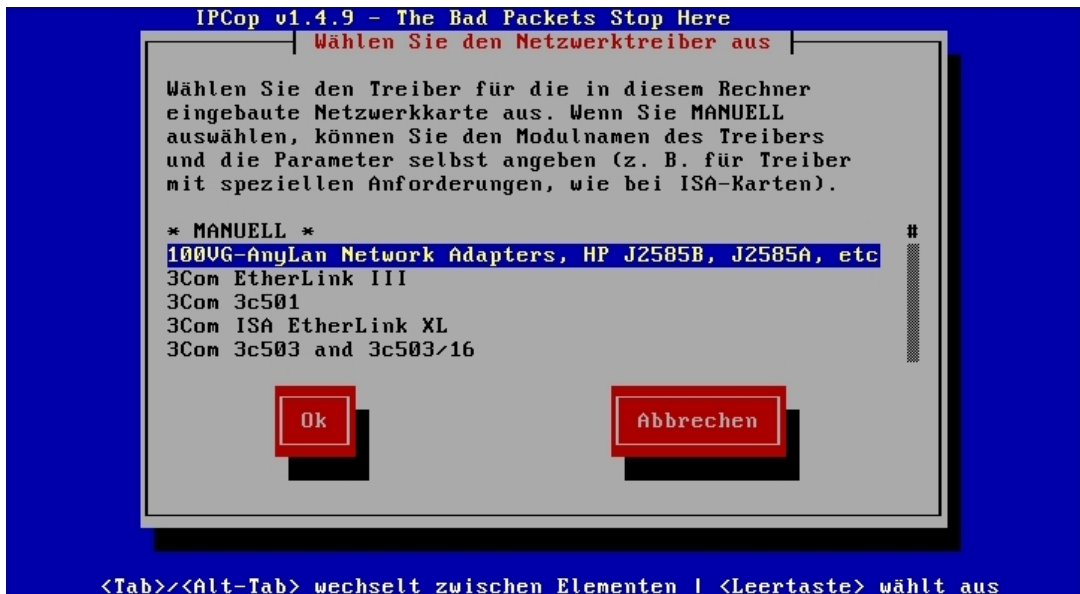 IPCop v1.4.9 - The Bad Packets Stop Here
Wählen Sie den Netzwerktreiber aus
Wählen Sie den Treiber für die in diesem Rechner
eingebaute Netzwerkkarte aus. Wenn Sie MANUELL
auswählen, können Sie den Modulnamen des Treibers
und die Parameter selbst angeben (z. B. für Treiber
mit speziellen Anforderungen, wie bei ISA-Karten).
* MANUELL * #
100VG-AnyLan Network Adapters, HP J2585B, J2585A, etc
3Com EtherLink III
3Com 3c501
3Com ISA EtherLink XL
3Com 3c503 and 3c503/16
Ok Abbrechen
<Tab>/<Alt-Tab> wechselt zwischen Elementen | <Leertaste> wählt aus